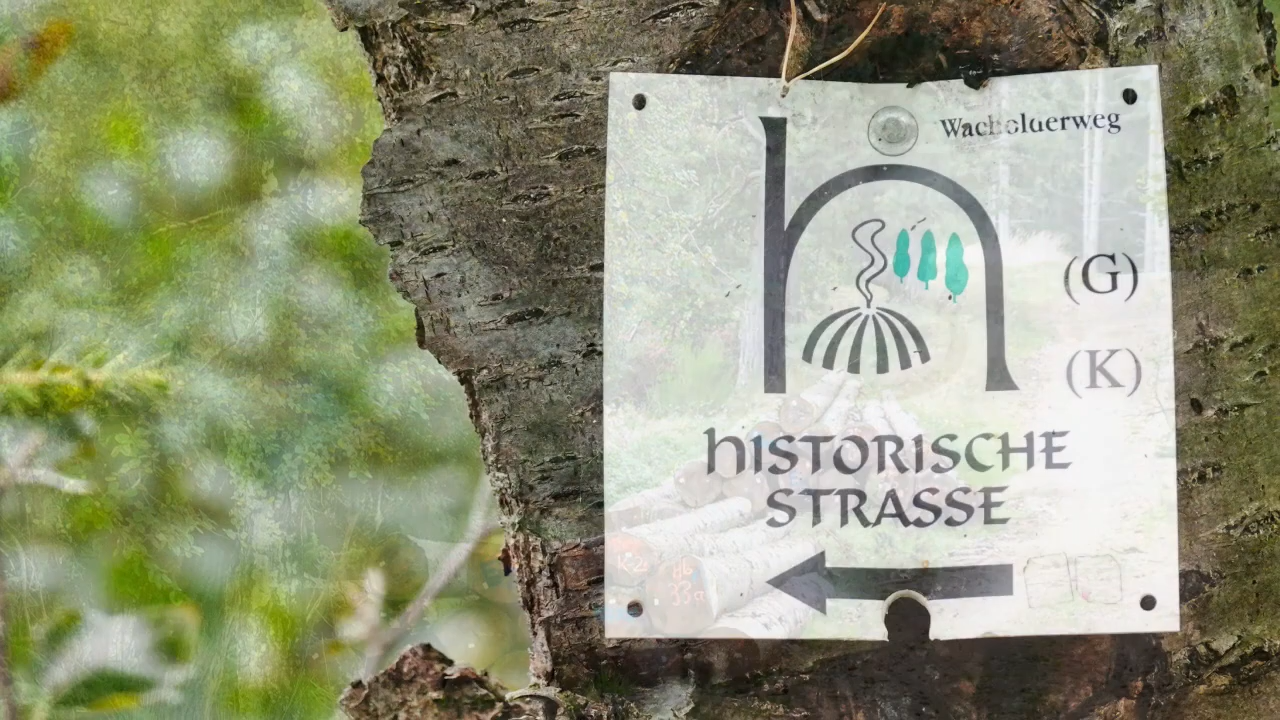 Wacholderweg
h
(G)
(K)
hISTORISCHE
STRASSE